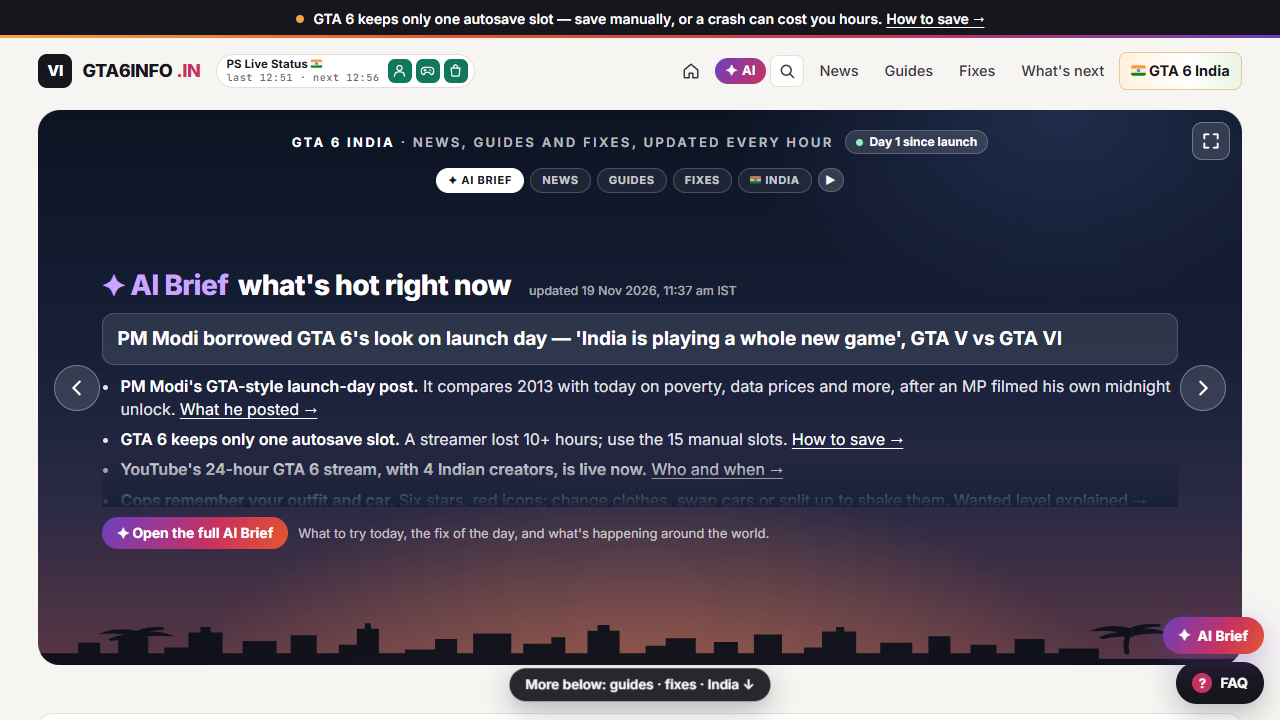 GTA 6 keeps only one autosave slot — save manually, or a crash can cost you hours. How to save →
VI GTA6INFO .IN
PS Live Status
last 12:51 · next 12:56
✦ AI
News
Guides
Fixes
What's next
GTA 6 India
GTA 6 INDIA · NEWS, GUIDES AND FIXES, UPDATED EVERY HOUR
Day 1 since launch
✦ AI BRIEF
NEWS
GUIDES
FIXES
INDIA
✦ AI Brief what's hot right now updated 19 Nov 2026, 11:37 am IST
PM Modi borrowed GTA 6's look on launch day — 'India is playing a whole new game', GTA V vs GTA VI
• PM Modi's GTA-style launch-day post. It compares 2013 with today on poverty, data prices and more, after an MP filmed his own midnight
unlock. What he posted →
• GTA 6 keeps only one autosave slot. A streamer lost 10+ hours; use the 15 manual slots. How to save →
• YouTube's 24-hour GTA 6 stream, with 4 Indian creators, is live now. Who and when →
• Cops remember your outfit and car. Six stars, red icons: change clothes, swap cars or split up to shake them. Wanted level explained →
✦ Open the full AI Brief
What to try today, the fix of the day, and what's happening around the world.
✦ AI Brief
More below: guides · fixes · India ↓
? FAQ